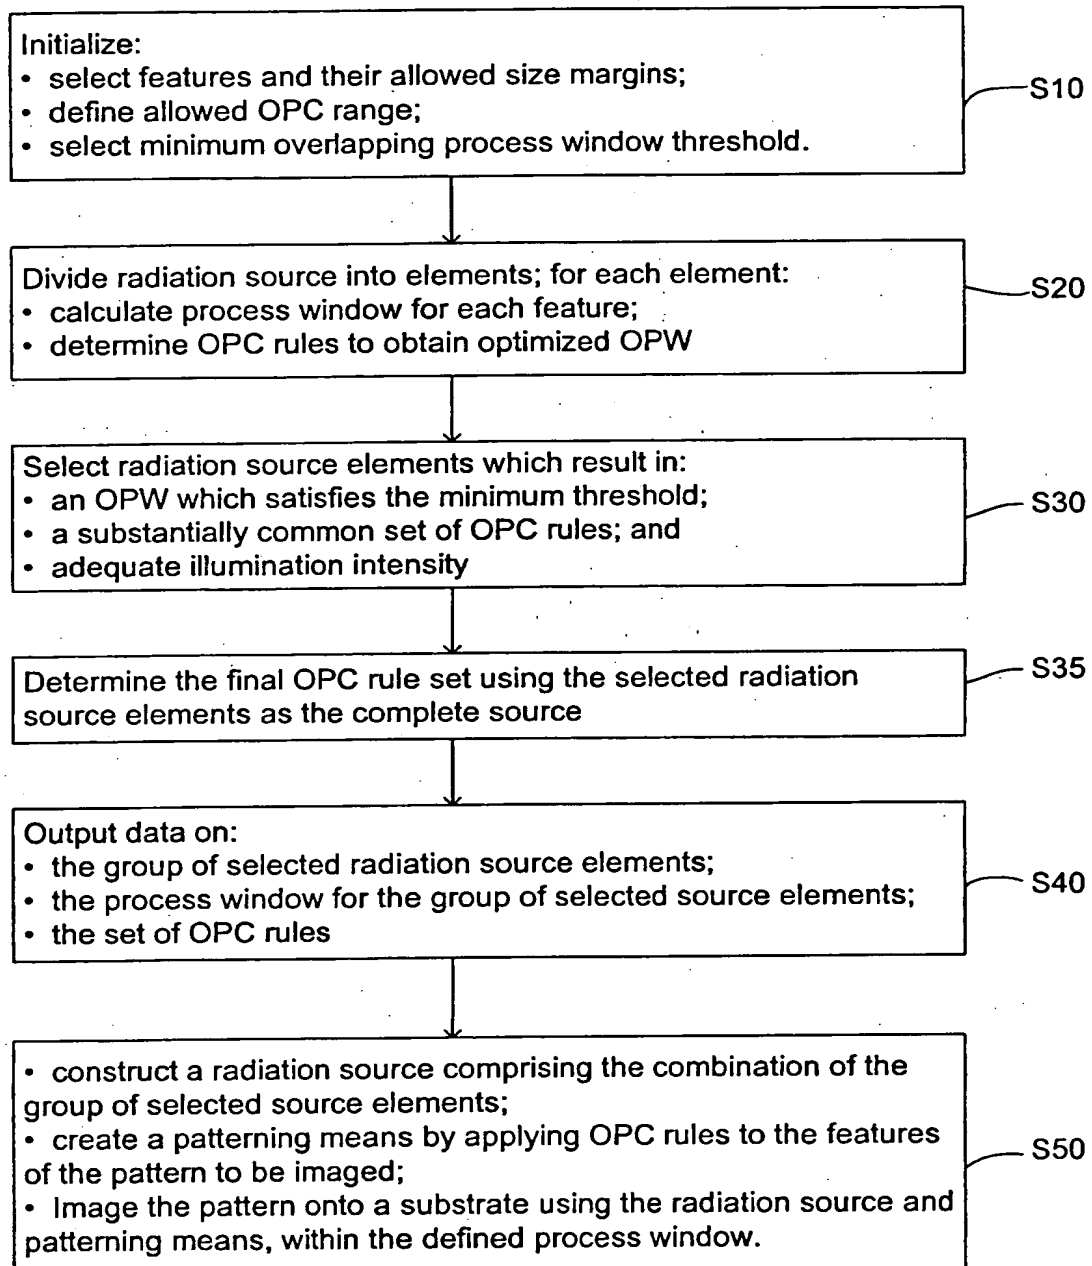 Initialize:
• select features and their allowed size margins;
• define allowed OPC range;
• select minimum overlapping process window threshold.
S10
Divide radiation source into elements; for each element:
• calculate process window for each feature;
• determine OPC rules to obtain optimized OPW
S20
Select radiation source elements which result in:
• an OPW which satisfies the minimum threshold;
• a substantially common set of OPC rules; and
• adequate illumination intensity
S30
Determine the final OPC rule set using the selected radiation
source elements as the complete source
S35
Output data on:
• the group of selected radiation source elements;
• the process window for the group of selected source elements;
• the set of OPC rules
S40
• construct a radiation source comprising the combination of the
group of selected source elements;
• create a patterning means by applying OPC rules to the features
of the pattern to be imaged;
• Image the pattern onto a substrate using the radiation source and
patterning means, within the defined process window.
S50